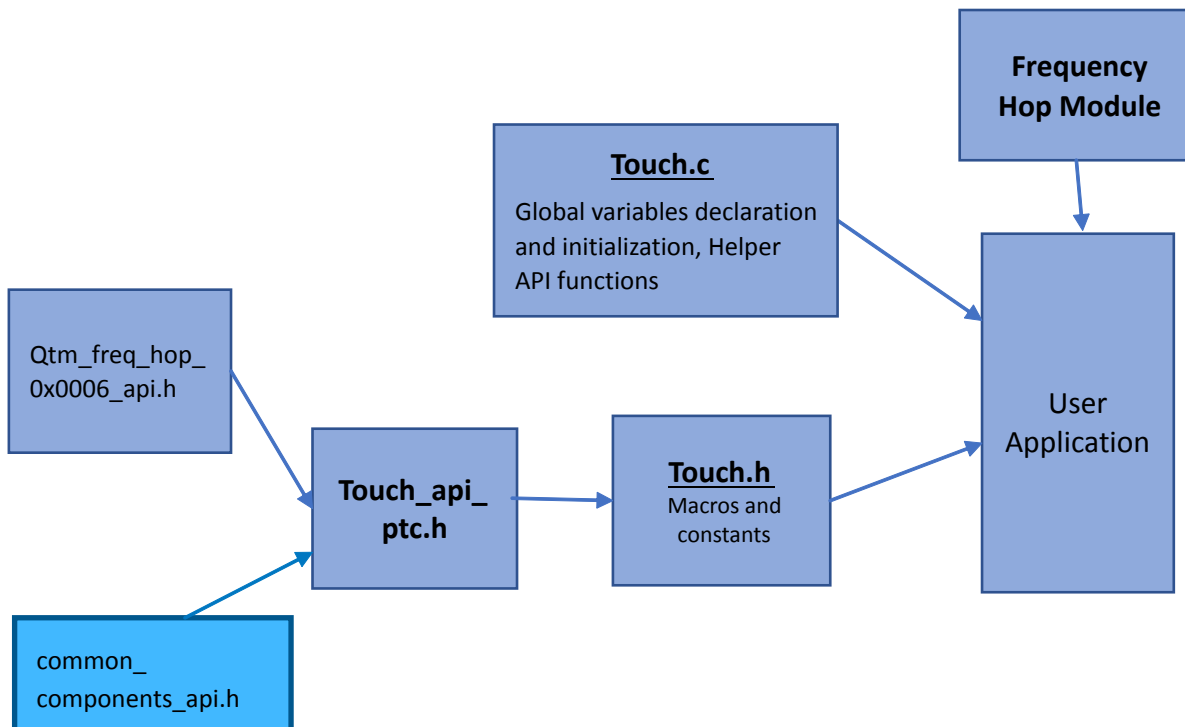 Frequency
Hop Module
Touch.c
Global variables declaration
and initialization, Helper
API functions
Qtm_freq_hop_
0x0006_api.h
Touch_api_
ptc.h
Touch.h
Macros and
constants
User
Application
common_
components_api.h